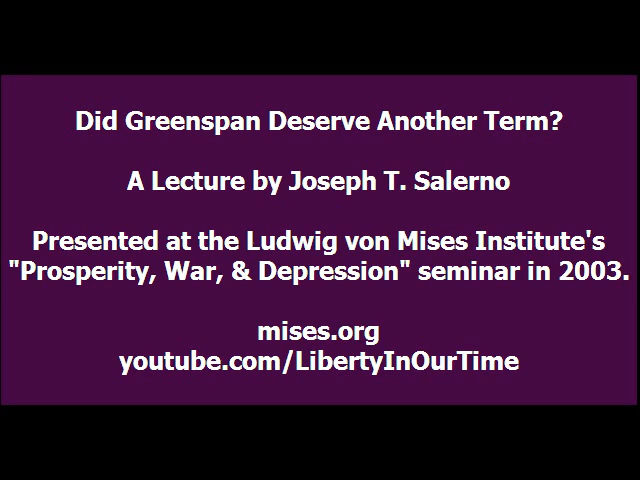 Did Greenspan Deserve Another Term?
A Lecture by Joseph T. Salerno
Presented at the Ludwig von Mises Institute's
"Prosperity, War, & Depression" seminar in 2003.
mises.org
youtube.com/LibertyInOurTime